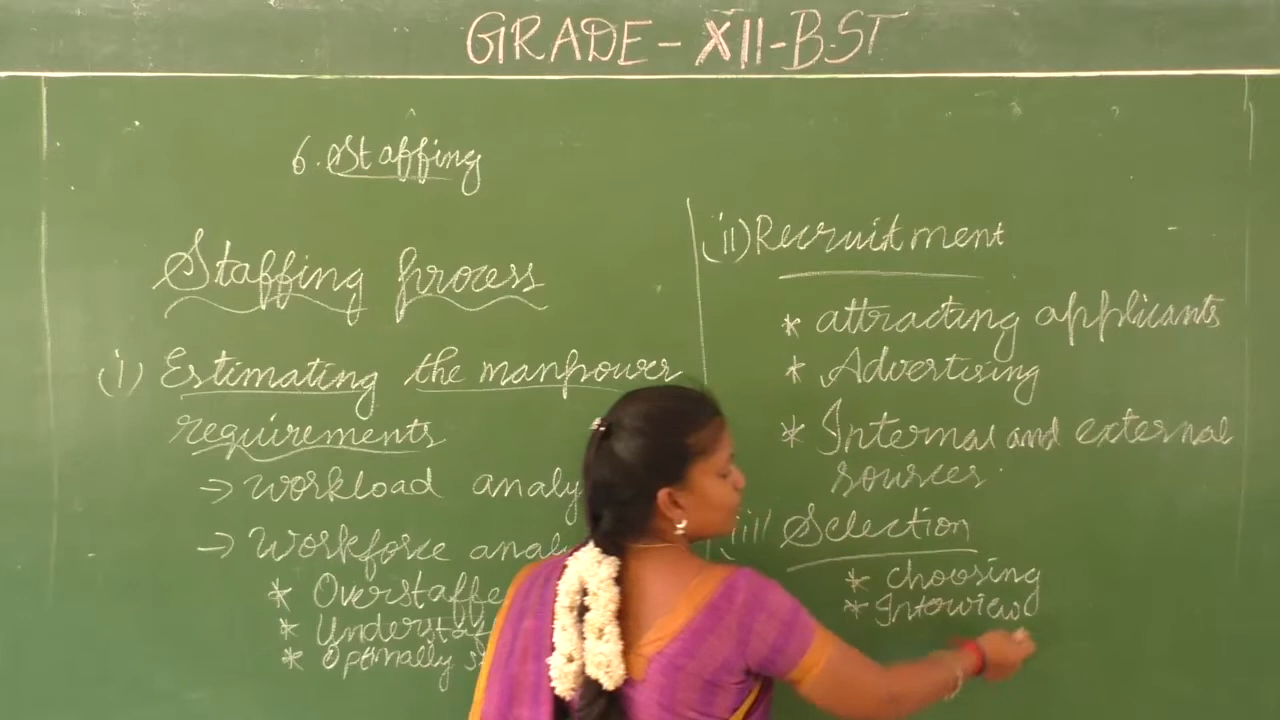 GRADE-XII-B.ST
6. Staffing
Staffing process
(i) Estimating the manpower
requirements
→ Workload analy
→ Workforce anal
* Overstaffe
* Understaf
* Optimally s
(ii) Recruitment
* attracting applicants
* Advertising
* Internal and external
sources
(iii) Selection
* choosing
* Interview